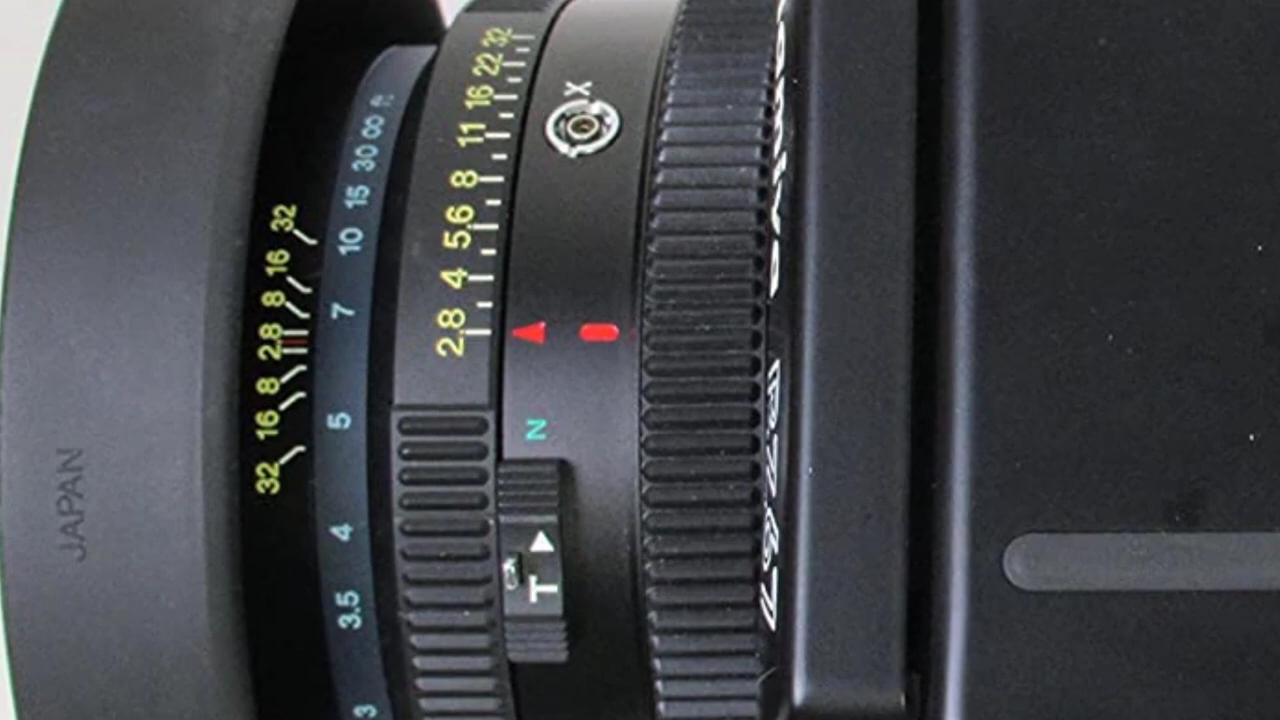 JAPAN
32 16 8 2.8 8 16 32
3 3.5 4 5 7 10 15 30 ∞ ft
2.8 4 5.6 8 11 16 22 32
X
N
T
RZ67